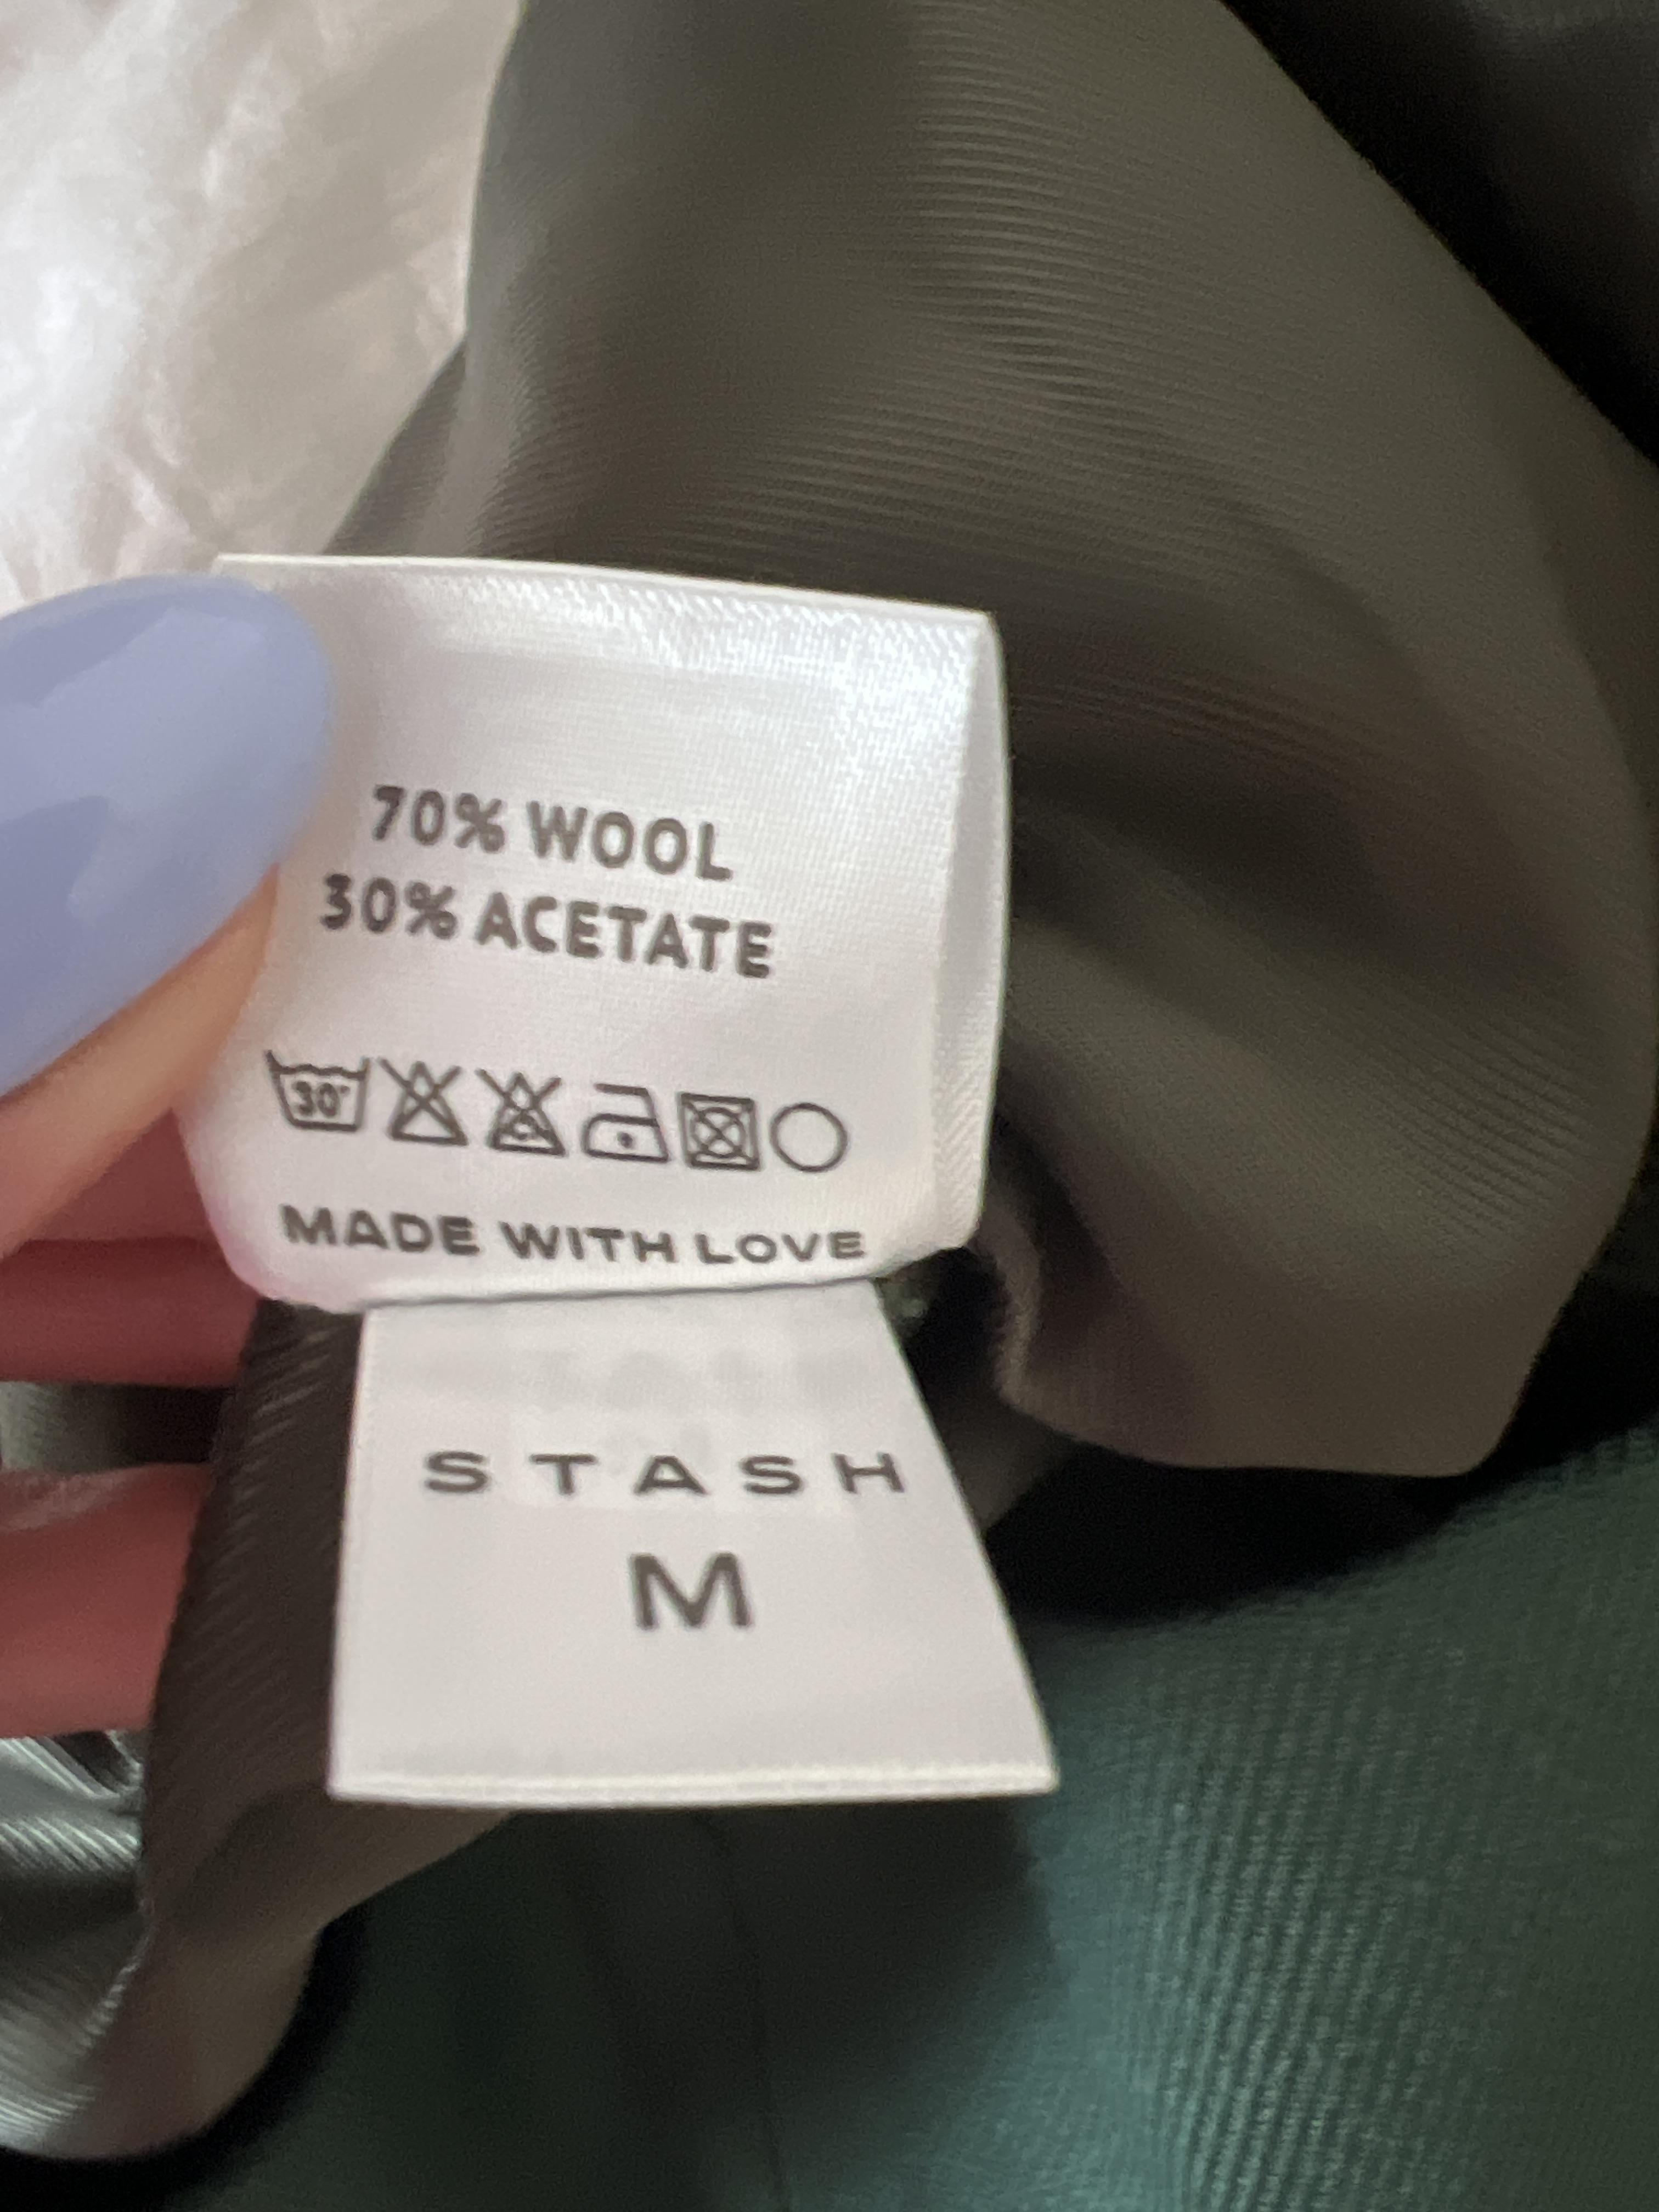 70% WOOL
30% ACETATE
30°
MADE WITH LOVE
STASH
M